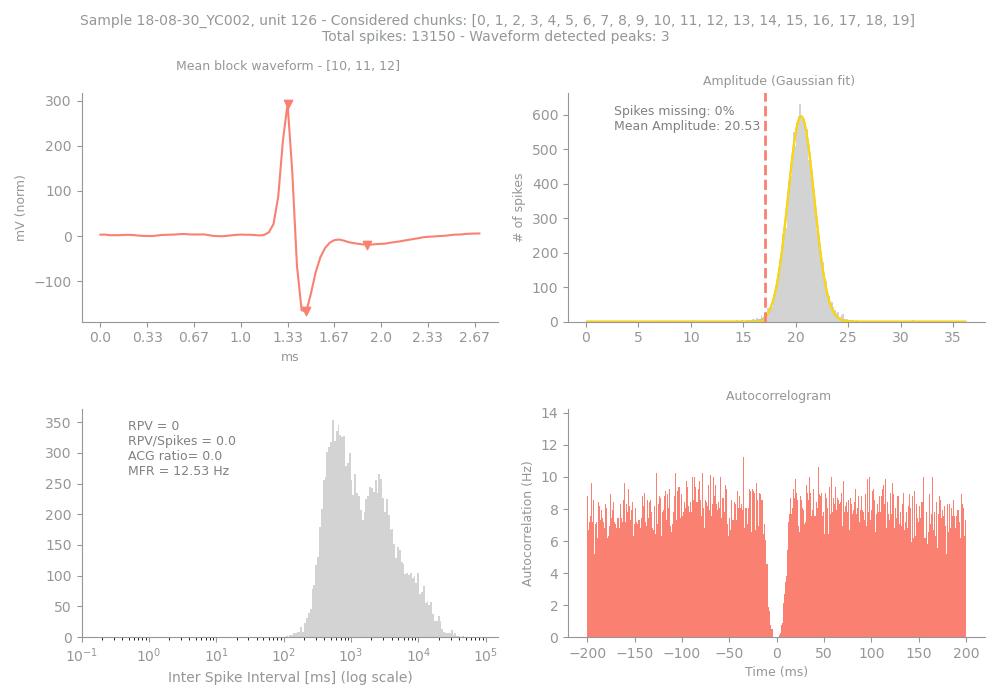 Sample 18-08-30_YC002, unit 126 - Considered chunks: [0, 1, 2, 3, 4, 5, 6, 7, 8, 9, 10, 11, 12, 13, 14, 15, 16, 17, 18, 19]
Total spikes: 13150 - Waveform detected peaks: 3
Mean block waveform - [10, 11, 12]
300
200
100
0
−100
mV (norm)
0.0 0.33 0.67 1.0 1.33 1.67 2.0 2.33 2.67
ms
Amplitude (Gaussian fit)
Spikes missing: 0%
Mean Amplitude: 20.53
600
500
400
300
200
100
0
# of spikes
0 5 10 15 20 25 30 35
RPV = 0
RPV/Spikes = 0.0
ACG ratio= 0.0
MFR = 12.53 Hz
350
300
250
200
150
100
50
0
10⁻¹ 10⁰ 10¹ 10² 10³ 10⁴ 10⁵
Inter Spike Interval [ms] (log scale)
Autocorrelogram
14
12
10
8
6
4
2
0
Autocorrelation (Hz)
−200 −150 −100 −50 0 50 100 150 200
Time (ms)